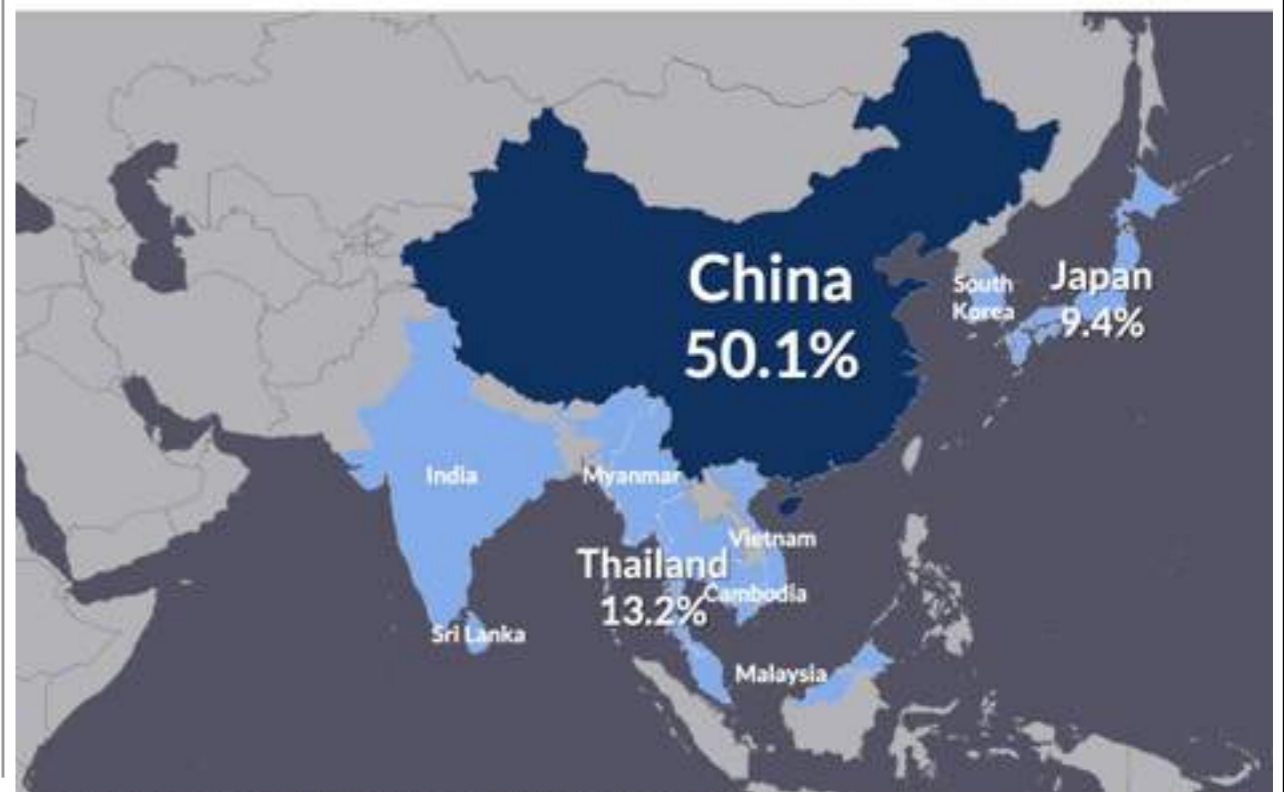 China
50.1%
South
Korea
Japan
9.4%
India
Myanmar
Vietnam
Thailand
13.2%
Cambodia
Sri Lanka
Malaysia